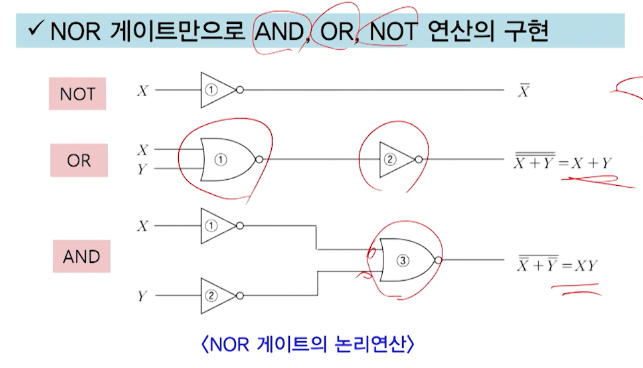 ✓ NOR 게이트만으로 AND, OR, NOT 연산의 구현
NOT X ① X̅
OR X Y ① ② \overline{\overline{X+Y}} = X + Y
AND X ① Y ② ③ \overline{\overline{X}+\overline{Y}} = XY
〈NOR 게이트의 논리연산〉